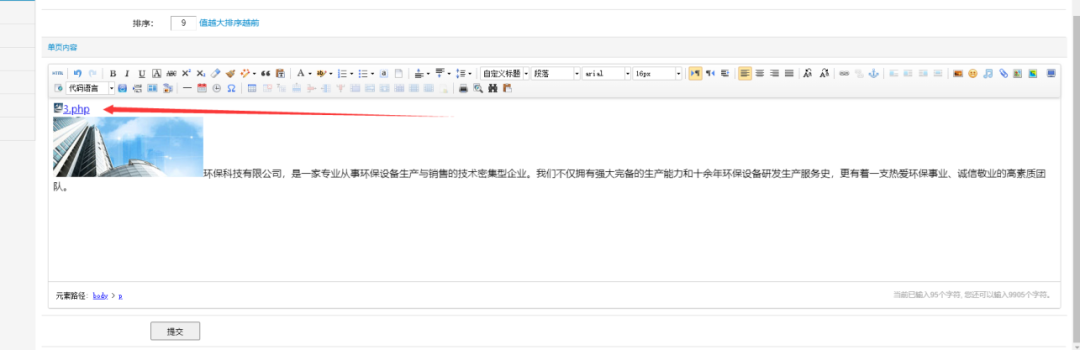 排序： 9 值越大排序越前
单页内容
HTML B I U A ABC X² X₂ 自定义标题 段落 arial 16px
代码语言 Ω
3.php
环保科技有限公司，是一家专业从事环保设备生产与销售的技术密集型企业。我们不仅拥有强大完备的生产能力和十余年环保设备研发生产服务史，更有着一支热爱环保事业、诚信敬业的高素质团
队。
元素路径： body > p 当前已输入95个字符, 您还可以输入9905个字符。
提交